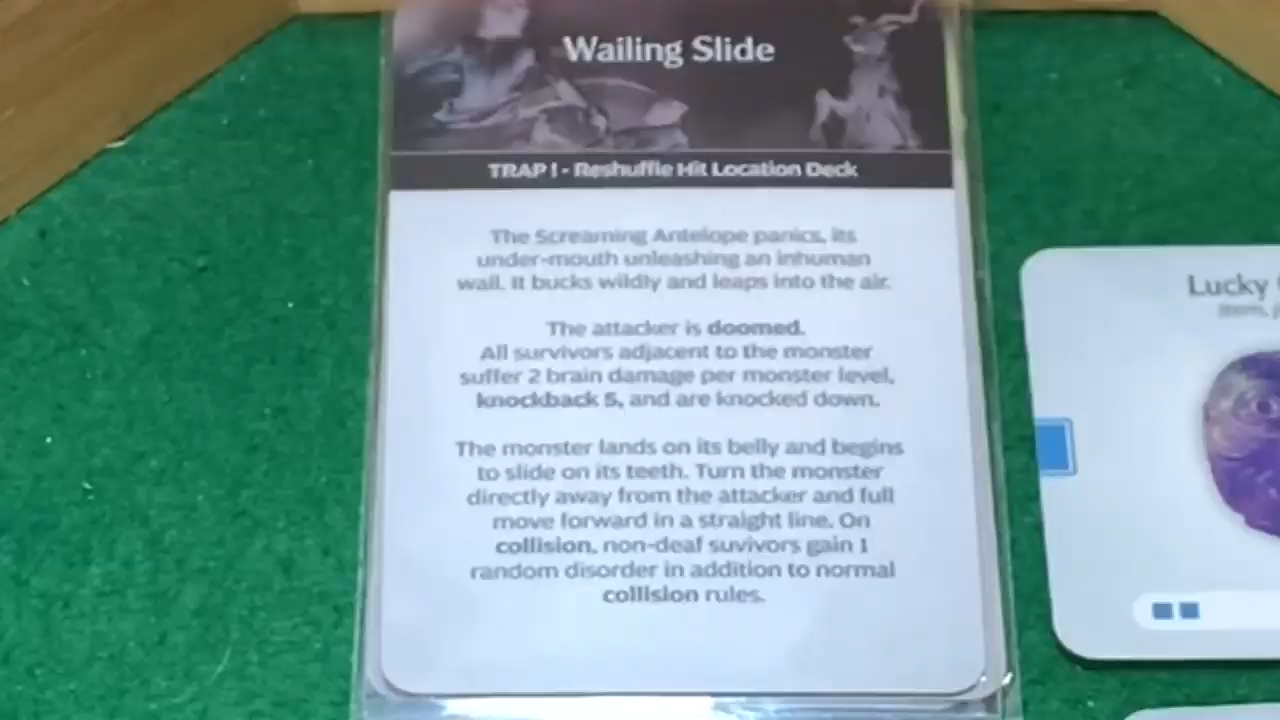 Wailing Slide
TRAP! - Reshuffle Hit Location Deck
The Screaming Antelope panics, its
under-mouth unleashing an inhuman
wail. It bucks wildly and leaps into the air.
The attacker is doomed.
All survivors adjacent to the monster
suffer 2 brain damage per monster level,
knockback 5, and are knocked down.
The monster lands on its belly and begins
to slide on its teeth. Turn the monster
directly away from the attacker and full
move forward in a straight line. On
collision, non-deaf suvivors gain 1
random disorder in addition to normal
collision rules.
Lucky
item,